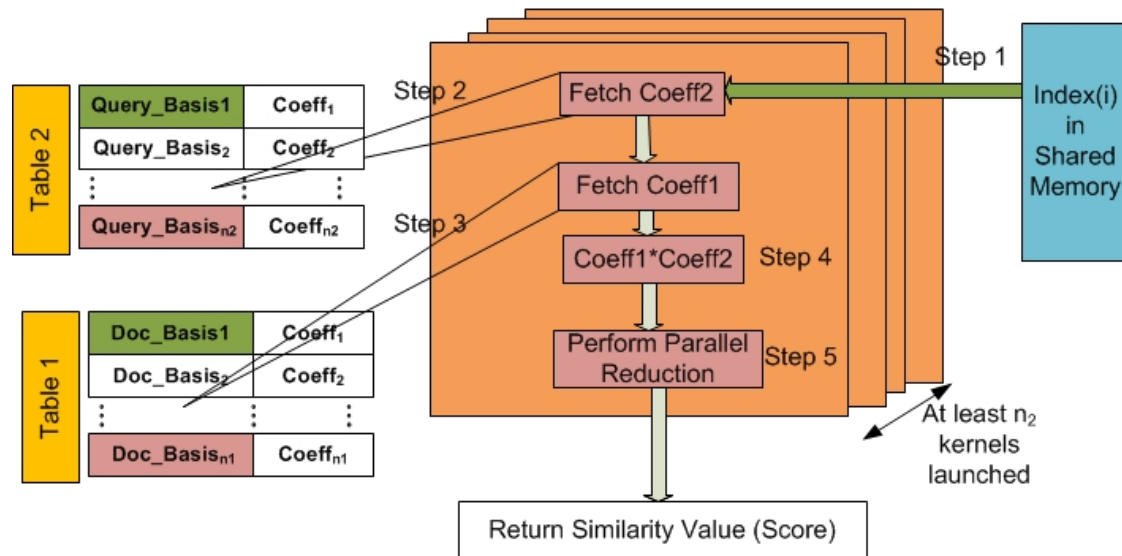 Step 1
Step 2
Table 2
Query_Basis1 Coeff₁
Query_Basis₂ Coeff₂
⋮ ⋮ ⋮
Query_Basisₙ₂ Coeffₙ₂
Fetch Coeff2
Index(i)
in
Shared
Memory
Fetch Coeff1
Step 3
Coeff1*Coeff2
Step 4
Table 1
Doc_Basis1 Coeff₁
Doc_Basis₂ Coeff₂
⋮ ⋮ ⋮
Doc_Basisₙ₁ Coeffₙ₁
Perform Parallel
Reduction
Step 5
At least n₂
kernels
launched
Return Similarity Value (Score)